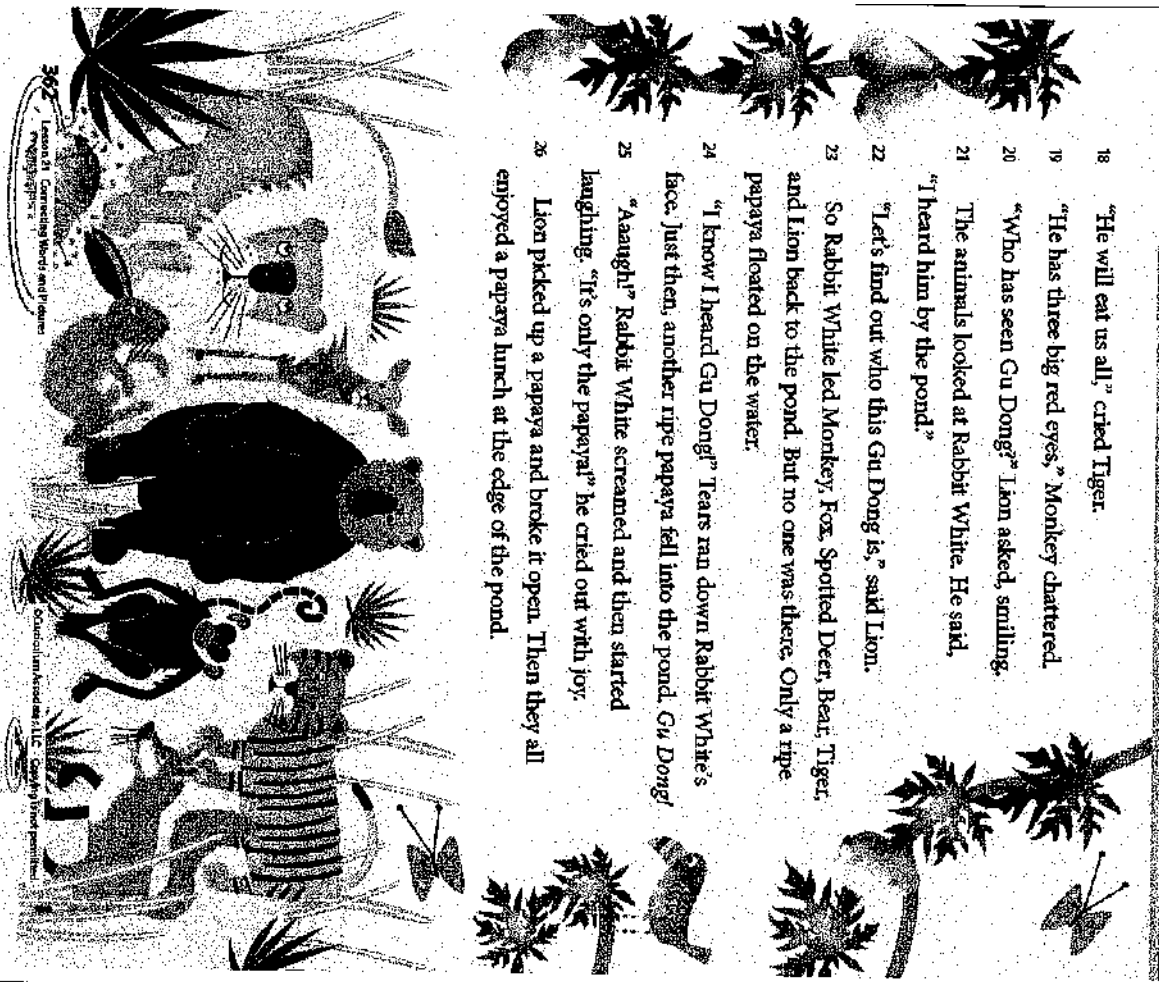 18 "He will eat us all," cried Tiger.
19 "He has three big red eyes," Monkey chattered.
20 "Who has seen Gu Dong?" Lion asked, smiling.
21 The animals looked at Rabbit White. He said,
"I heard him by the pond."
22 "Let's find out who this Gu Dong is," said Lion.
23 So Rabbit White led Monkey, Fox, Spotted Deer, Bear, Tiger,
and Lion back to the pond. But no one was there. Only a ripe
papaya floated on the water.
24 "I know I heard Gu Dong!" Tears ran down Rabbit White's
face. Just then, another ripe papaya fell into the pond. Gu Dong!
25 "Aaaugh!" Rabbit White screamed and then started
laughing. "It's only the papaya!" he cried out with joy.
26 Lion picked up a papaya and broke it open. Then they all
enjoyed a papaya lunch at the edge of the pond.
362 Lesson 21 Connecting Words and Pictures
©Curriculum Associates, LLC Copying is not permitted